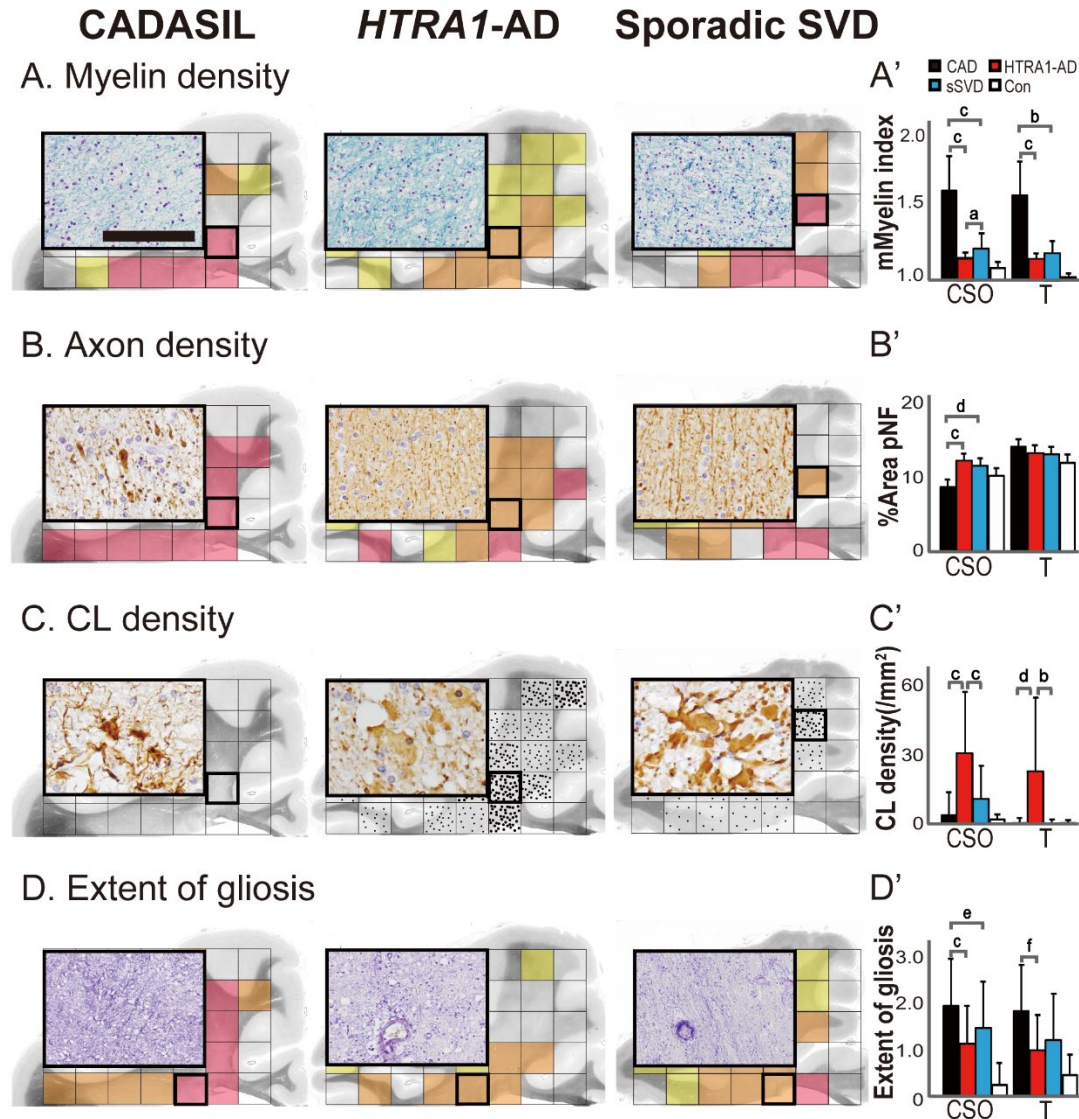 CADASIL HTRA1-AD Sporadic SVD
A. Myelin density
A'
CAD HTRA1-AD
sSVD Con
mMyelin index
2.0
1.5
1.0
c
c
a
b
c
CSO T
B. Axon density
B'
%Area pNF
20
10
0
d
c
CSO T
C. CL density
C'
CL density(/mm²)
60
30
0
c c
d b
CSO T
D. Extent of gliosis
D'
Extent of gliosis
3.0
2.0
1.0
0
e
c
f
CSO T